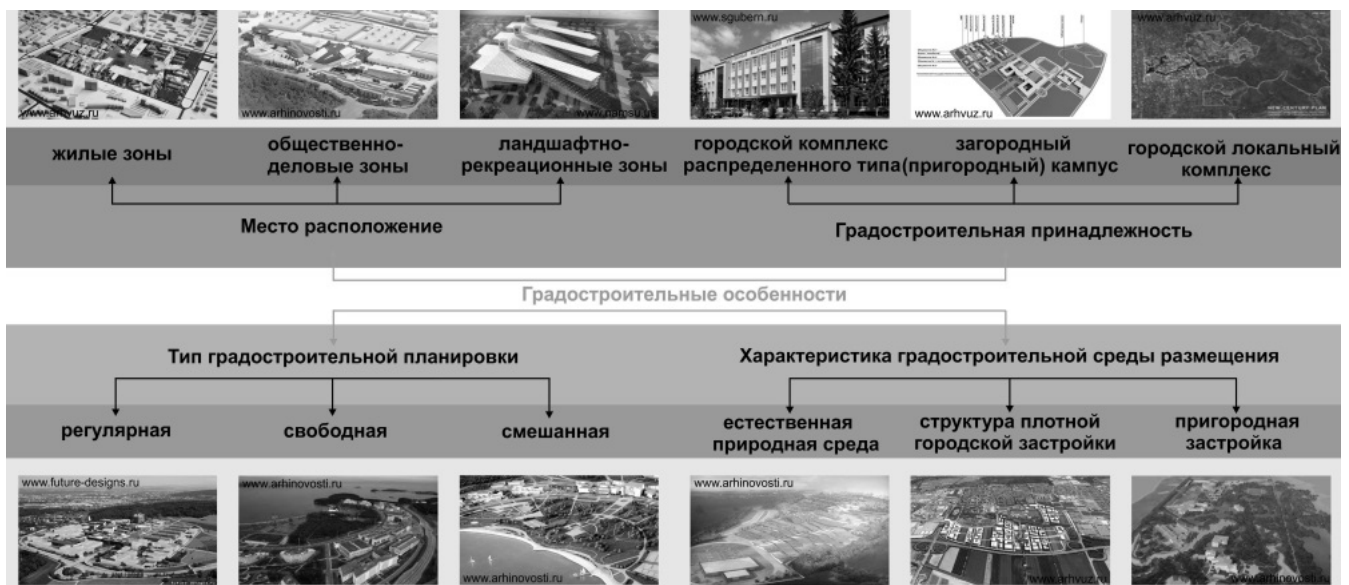 www.sgubern.ru
www.arhvuz.ru
www.arhvuz.ru
www.arhinovosti.ru
www.arhvuz.ru
NEW CENTURY PLAN
жилые зоны
общественно-
деловые зоны
ландшафтно-
рекреационные зоны
городской комплекс
распределенного типа
загородный
(пригородный) кампус
городской локальный
комплекс
Место расположение
Градостроительная принадлежность
Градостроительные особенности
Тип градостроительной планировки
Характеристика градостроительной среды размещения
регулярная
свободная
смешанная
естественная
природная среда
структура плотной
городской застройки
пригородная
застройка
www.future-designs.ru
www.arhinovosti.ru
www.arhinovosti.ru
www.arhinovosti.ru
www.arhvuz.ru